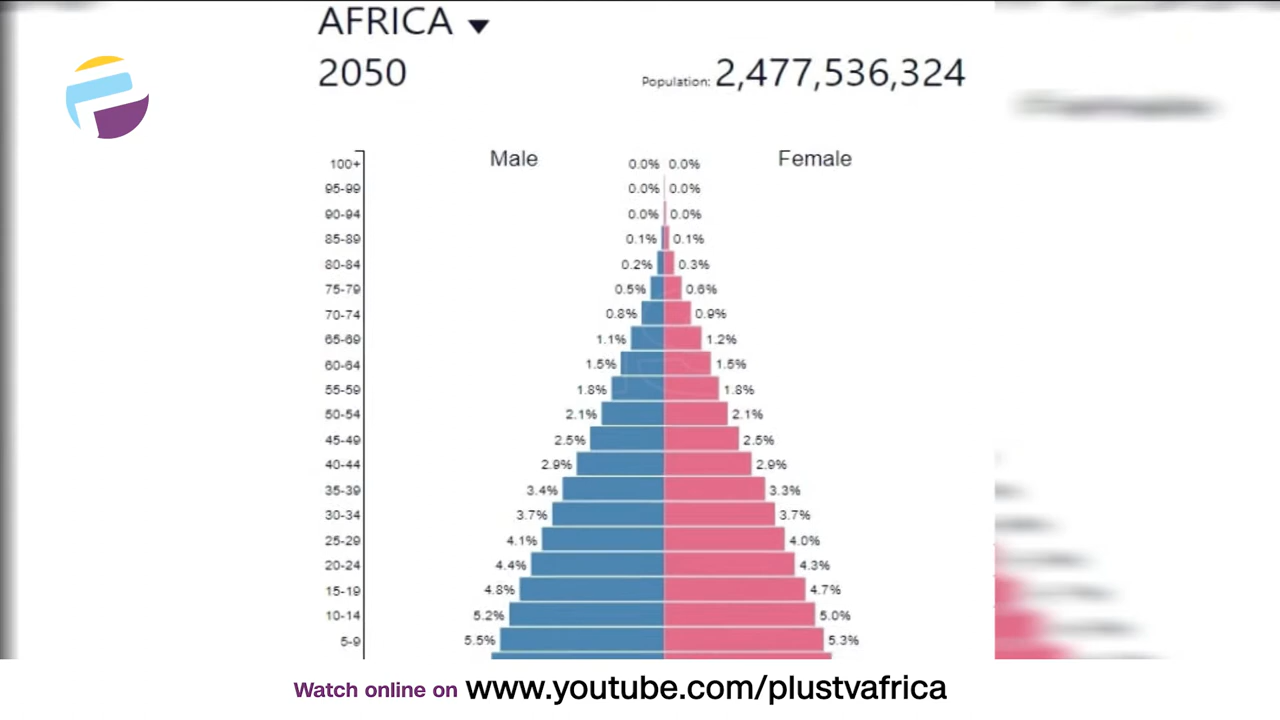 AFRICA
2050
Population: 2,477,536,324
Male
Female
100+ 0.0% 0.0%
95-99 0.0% 0.0%
90-94 0.0% 0.0%
85-89 0.1% 0.1%
80-84 0.2% 0.3%
75-79 0.5% 0.6%
70-74 0.8% 0.9%
65-69 1.1% 1.2%
60-64 1.5% 1.5%
55-59 1.8% 1.8%
50-54 2.1% 2.1%
45-49 2.5% 2.5%
40-44 2.9% 2.9%
35-39 3.4% 3.3%
30-34 3.7% 3.7%
25-29 4.1% 4.0%
20-24 4.4% 4.3%
15-19 4.8% 4.7%
10-14 5.2% 5.0%
5-9 5.5% 5.3%
Watch online on www.youtube.com/plustvafrica